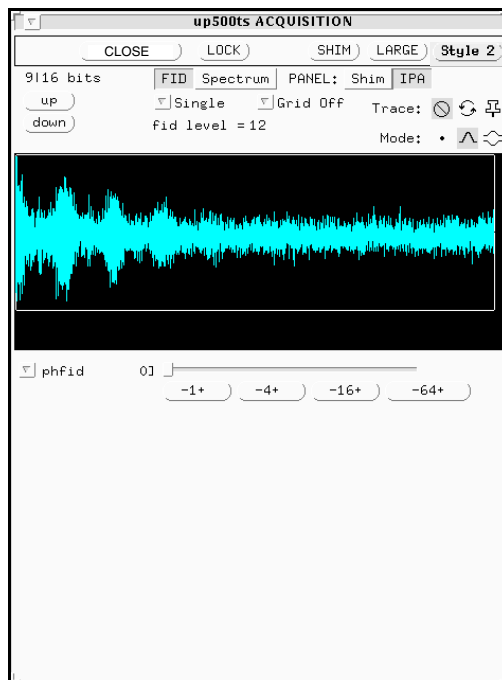 up500ts ACQUISITION
CLOSE LOCK SHIM LARGE Style 2
9|16 bits FID Spectrum PANEL: Shim IPA
up Single Grid Off Trace:
down fid level =12
Mode:
phfid 0]
-1+ -4+ -16+ -64+